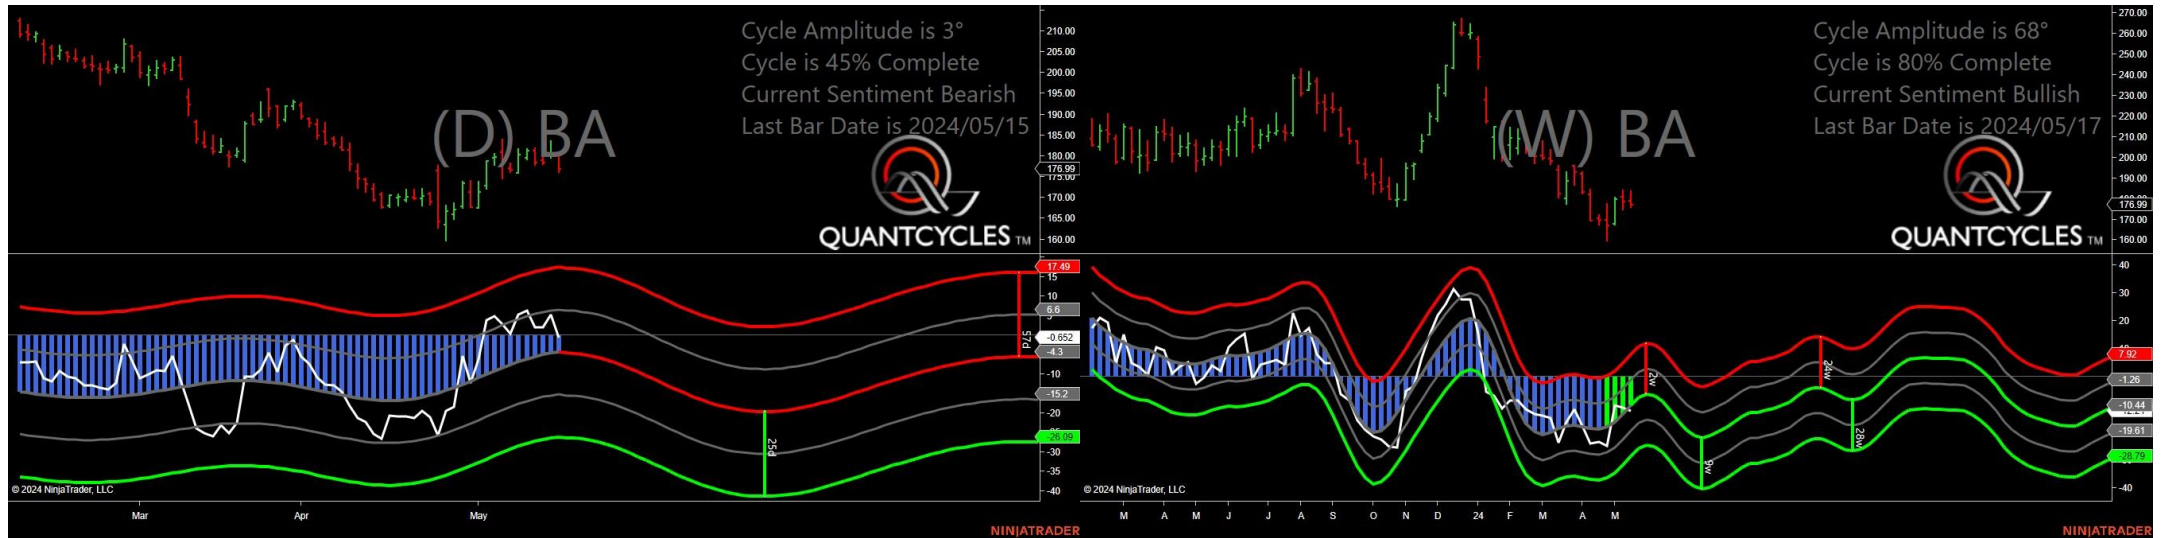 Cycle Amplitude is 3°
Cycle is 45% Complete
Current Sentiment Bearish
Last Bar Date is 2024/05/15
(D) BA
QUANTCYCLES TM
210.00
205.00
200.00
195.00
190.00
185.00
180.00
176.99
175.00
170.00
165.00
160.00
17.49
15
10
6.6
-0.652
-4.3
-10
-15.2
-20
-26.09
-30
-35
-40
57d
25d
© 2024 NinjaTrader, LLC
Mar
Apr
May
NINJATRADER
Cycle Amplitude is 68°
Cycle is 80% Complete
Current Sentiment Bullish
Last Bar Date is 2024/05/17
(W) BA
QUANTCYCLES TM
270.00
260.00
250.00
240.00
230.00
220.00
210.00
200.00
190.00
176.99
170.00
160.00
40
30
20
7.92
-1.26
-10.44
-19.61
-28.79
-40
2w
9w
24w
28w
© 2024 NinjaTrader, LLC
M A M J J A S O N D 24 F M A M
NINJATRADER